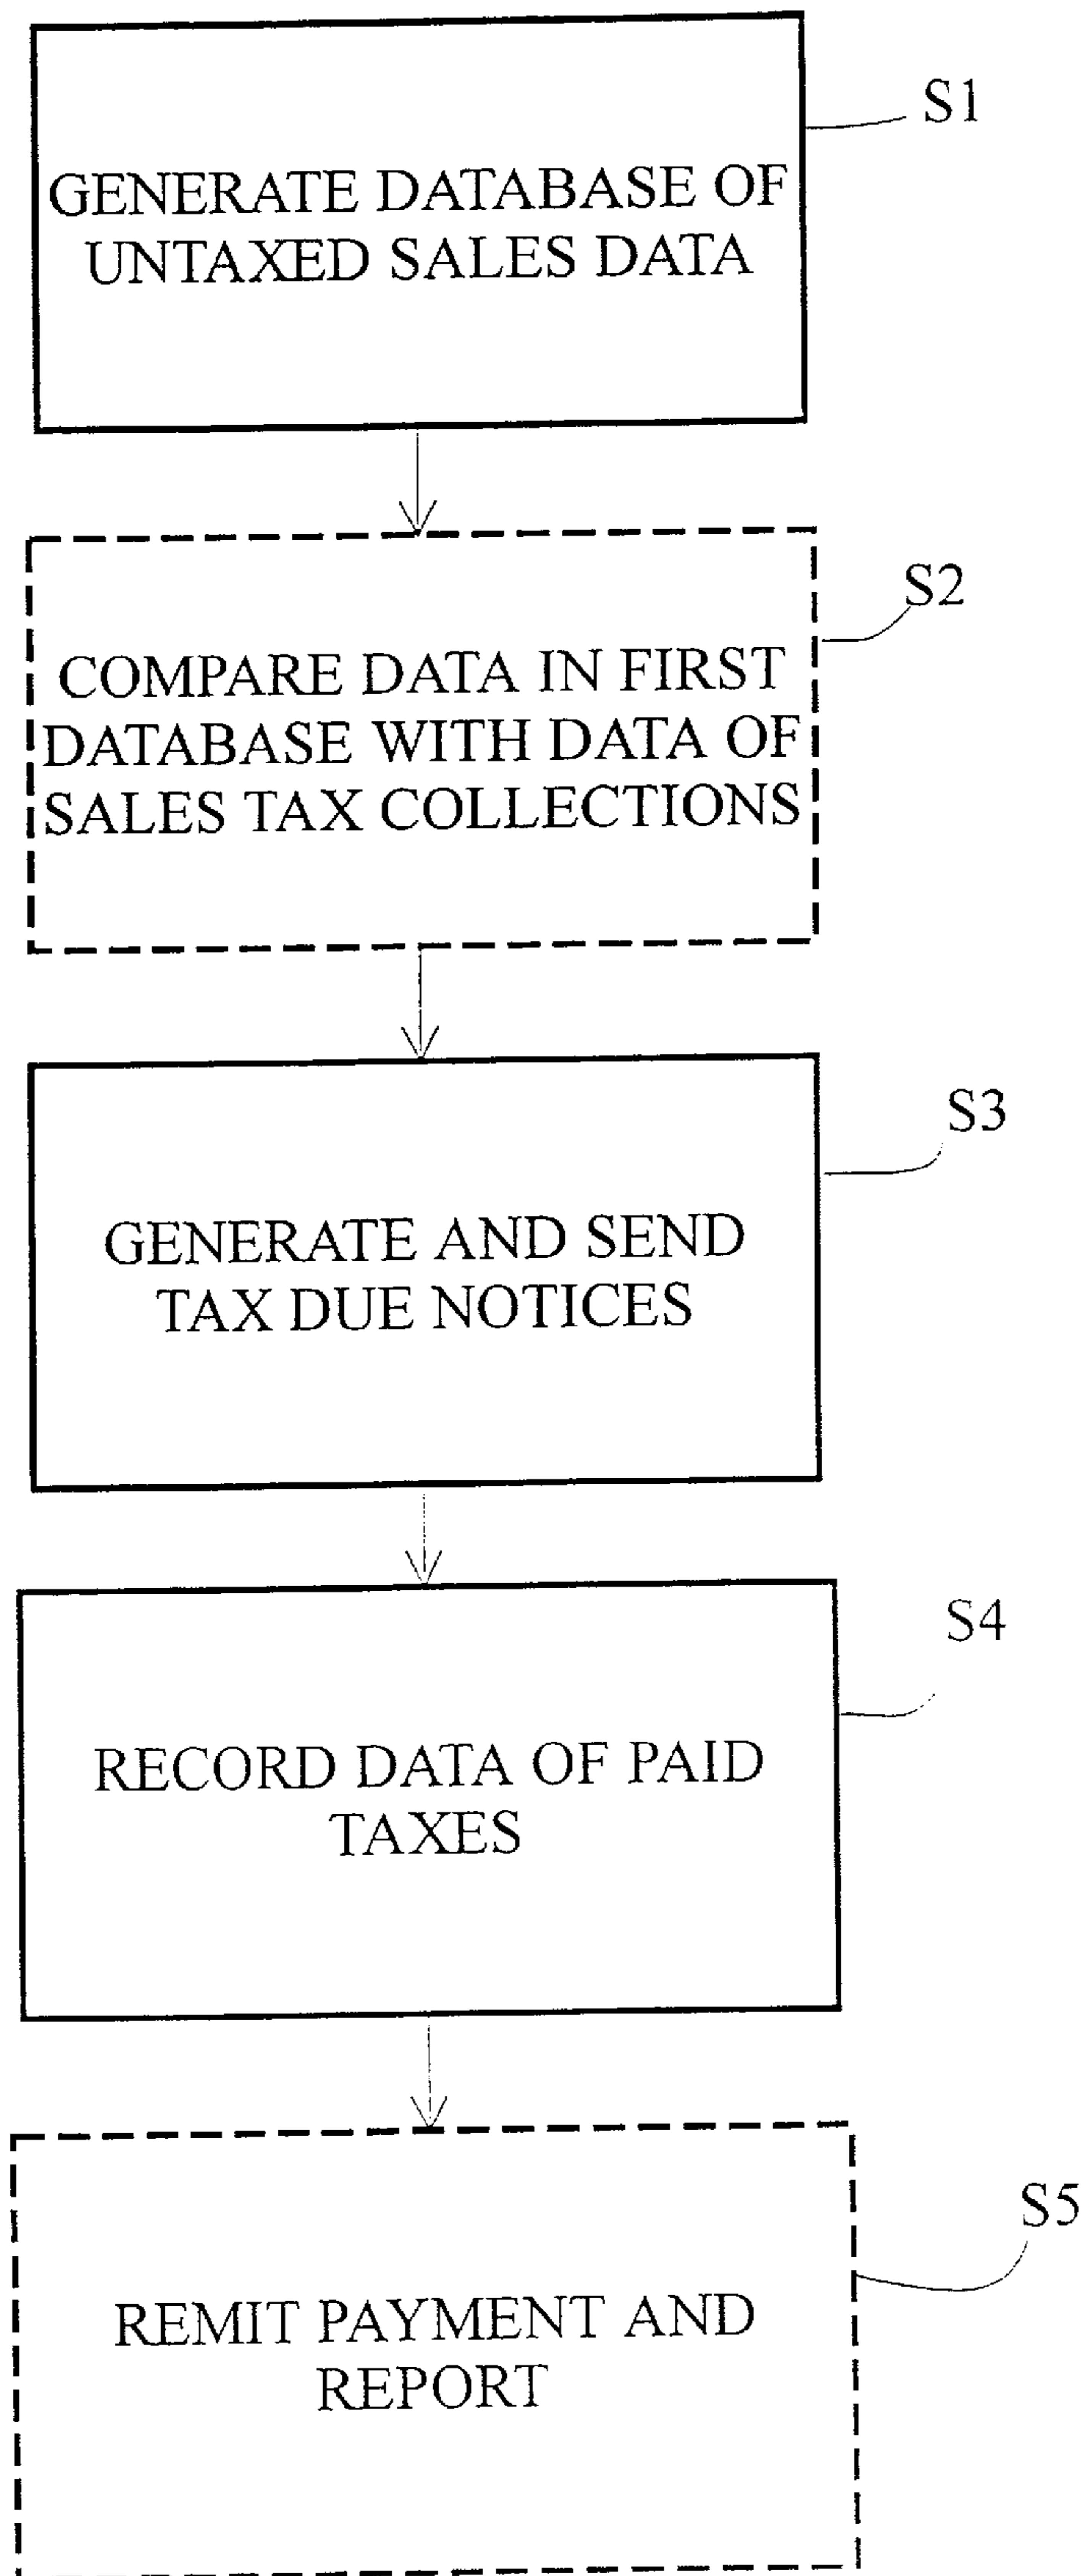 S1
GENERATE DATABASE OF
UNTAXED SALES DATA
S2
COMPARE DATA IN FIRST
DATABASE WITH DATA OF
SALES TAX COLLECTIONS
S3
GENERATE AND SEND
TAX DUE NOTICES
S4
RECORD DATA OF PAID
TAXES
S5
REMIT PAYMENT AND
REPORT